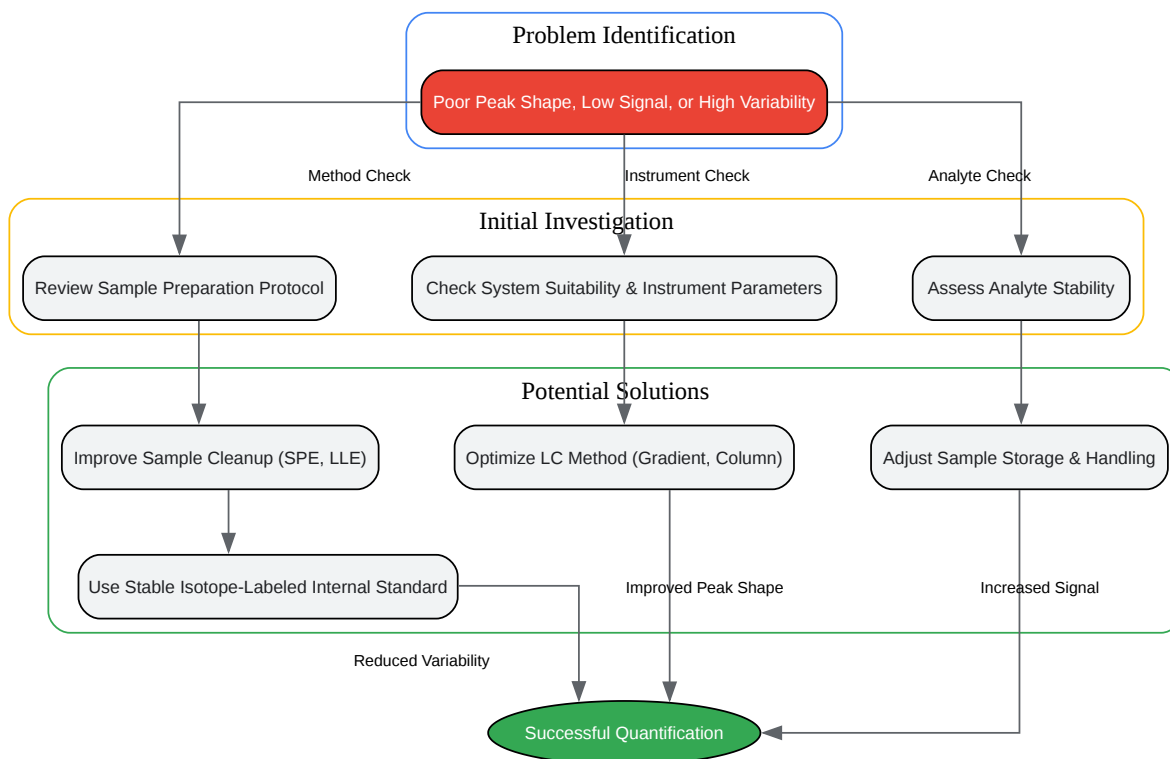 Problem Identification
Poor Peak Shape, Low Signal, or High Variability
Method Check
Instrument Check
Analyte Check
Initial Investigation
Review Sample Preparation Protocol
Check System Suitability & Instrument Parameters
Assess Analyte Stability
Potential Solutions
Improve Sample Cleanup (SPE, LLE)
Optimize LC Method (Gradient, Column)
Adjust Sample Storage & Handling
Use Stable Isotope-Labeled Internal Standard
Improved Peak Shape
Increased Signal
Reduced Variability
Successful Quantification